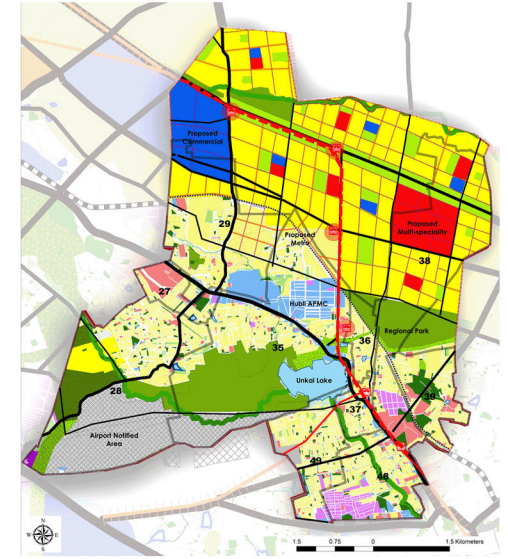 Proposed
Commercial
29
Proposed
Metro
Proposed
Multi-speciality
38
27
Hubli APMC
Regional Park
36
35
Unkal Lake
28
37
39
Airport Notified
Area
49
48
N
W
E
S
1.5
0.75
0
1.5 Kilometers